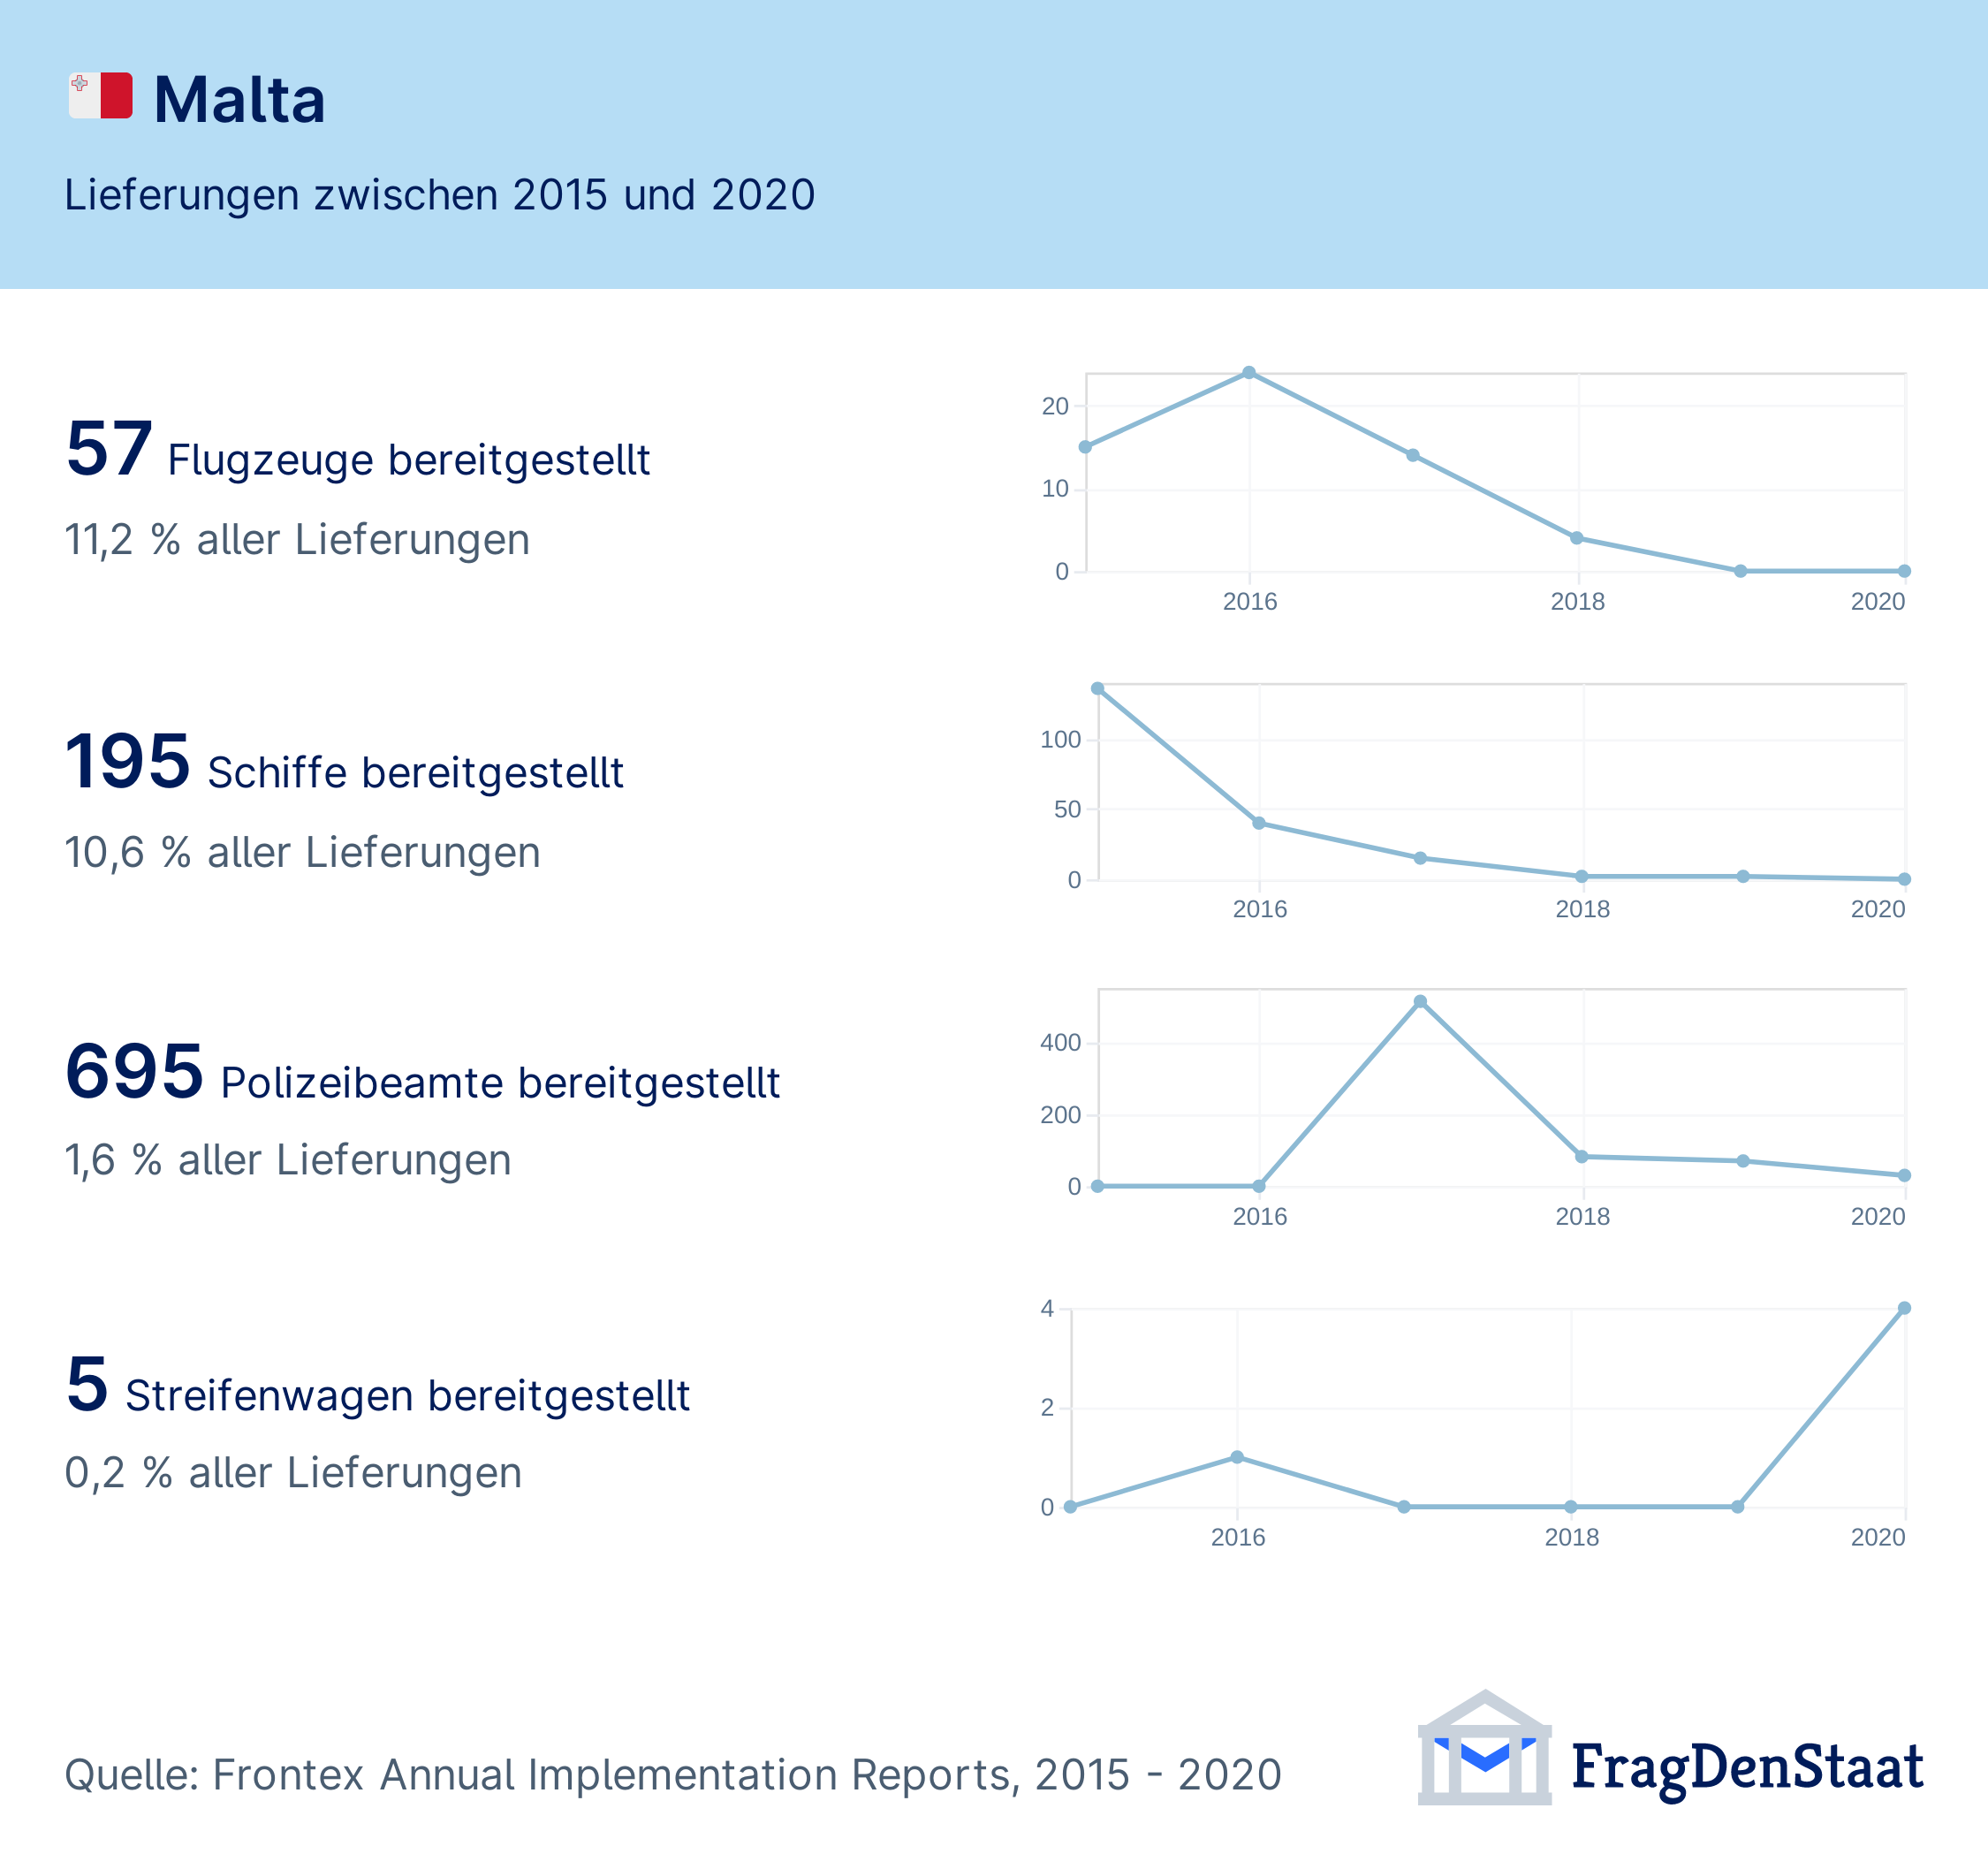 Malta
Lieferungen zwischen 2015 und 2020
57 Flugzeuge bereitgestellt
11,2 % aller Lieferungen
20
10
0
2016 2018 2020
195 Schiffe bereitgestellt
10,6 % aller Lieferungen
100
50
0
2016 2018 2020
695 Polizeibeamte bereitgestellt
1,6 % aller Lieferungen
400
200
0
2016 2018 2020
5 Streifenwagen bereitgestellt
0,2 % aller Lieferungen
4
2
0
2016 2018 2020
Quelle: Frontex Annual Implementation Reports, 2015 - 2020
FragDenStaat